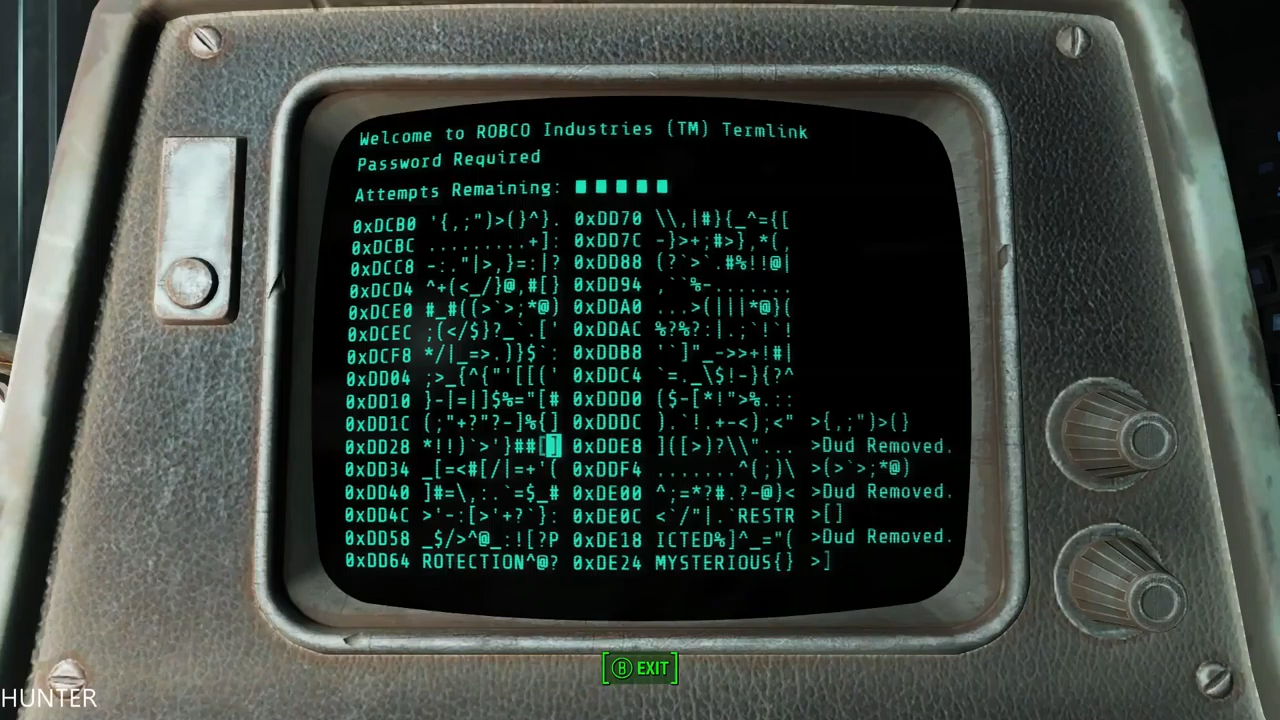 Welcome to ROBCO Industries (TM) Termlink
Password Required
Attempts Remaining: ■ ■ ■ ■ ■
0xDCB0 '{,;")>(}^}. 0xDD70 \\,|#}{_^={[
0xDCBC .........+]: 0xDD7C -}>+;#>},*(,
0xDCC8 -:."|>,}=:|? 0xDD88 (?`>`.#%!!@|
0xDCD4 ^+(<_/}@,#[} 0xDD94 ,``%-.......
0xDCE0 #_#((>`>;*@) 0xDDA0 ...>(|||*@}(
0xDCEC ;(</$}?_`.[' 0xDDAC %?%?:|.;`!`!
0xDCF8 */|_=>.)}$`: 0xDDB8 '`]"_->>+!#|
0xDD04 ;>_{^{"'[[(' 0xDDC4 `=._\$!-}{?^
0xDD10 }-|=|]$%="[# 0xDDD0 ($-[*!">%.::
0xDD1C (;"+?"?-]%{] 0xDDDC ).`!.+-<);<" >{,;")>(}
0xDD28 *!!)`>'}##[] 0xDDE8 ]([>)?\\"... >Dud Removed.
0xDD34 _[=<#[/|=+'( 0xDDF4 .......^(;)\ >(>`>;*@)
0xDD40 ]#=\,:.`=$_# 0xDE00 ^;=*?#.?-@)< >Dud Removed.
0xDD4C >'-:[>'+?`}: 0xDE0C <`/"|.`RESTR >[]
0xDD58 _$/>^@_:![?P 0xDE18 ICTED%]^_="( >Dud Removed.
0xDD64 ROTECTION^@? 0xDE24 MYSTERIOUS{} >]
[Ⓑ EXIT]
HUNTER